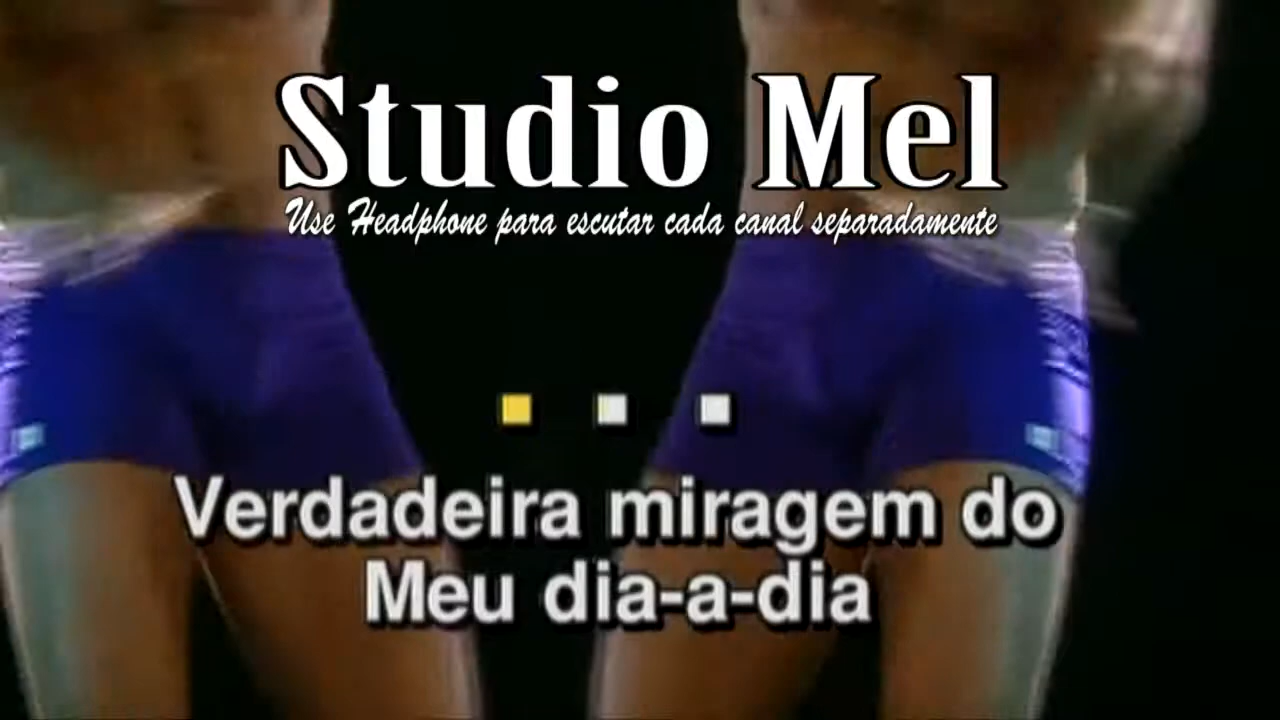 Studio Mel
Use Headphone para escutar cada canal separadamente
Verdadeira miragem do
Meu dia-a-dia